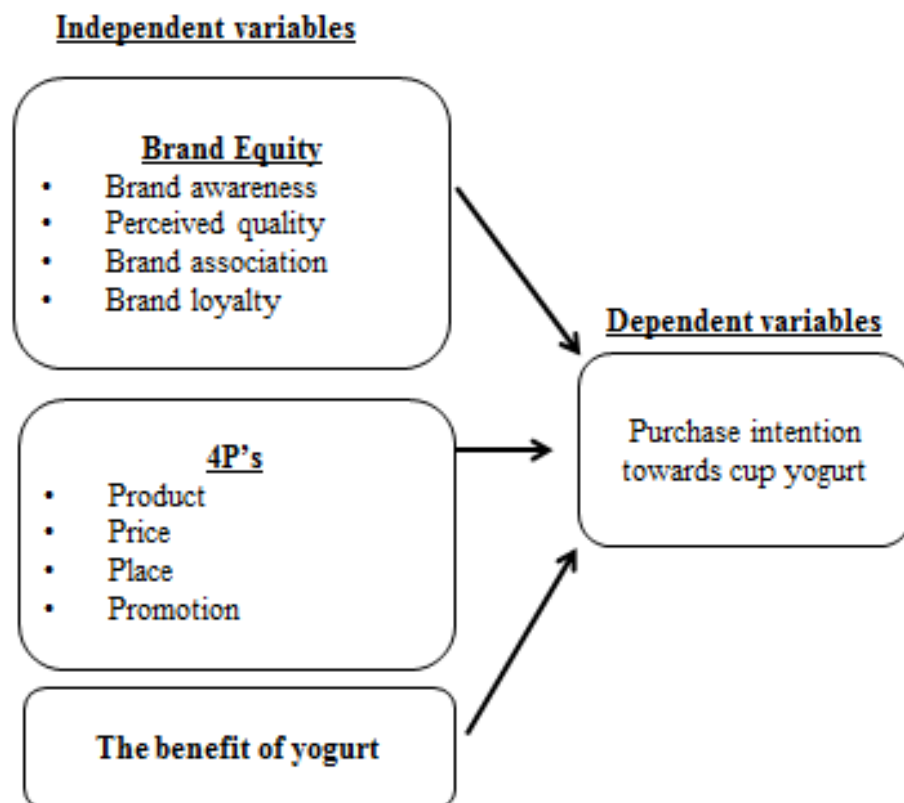 Independent variables
Brand Equity
• Brand awareness
• Perceived quality
• Brand association
• Brand loyalty
4P’s
• Product
• Price
• Place
• Promotion
The benefit of yogurt
Dependent variables
Purchase intention
towards cup yogurt